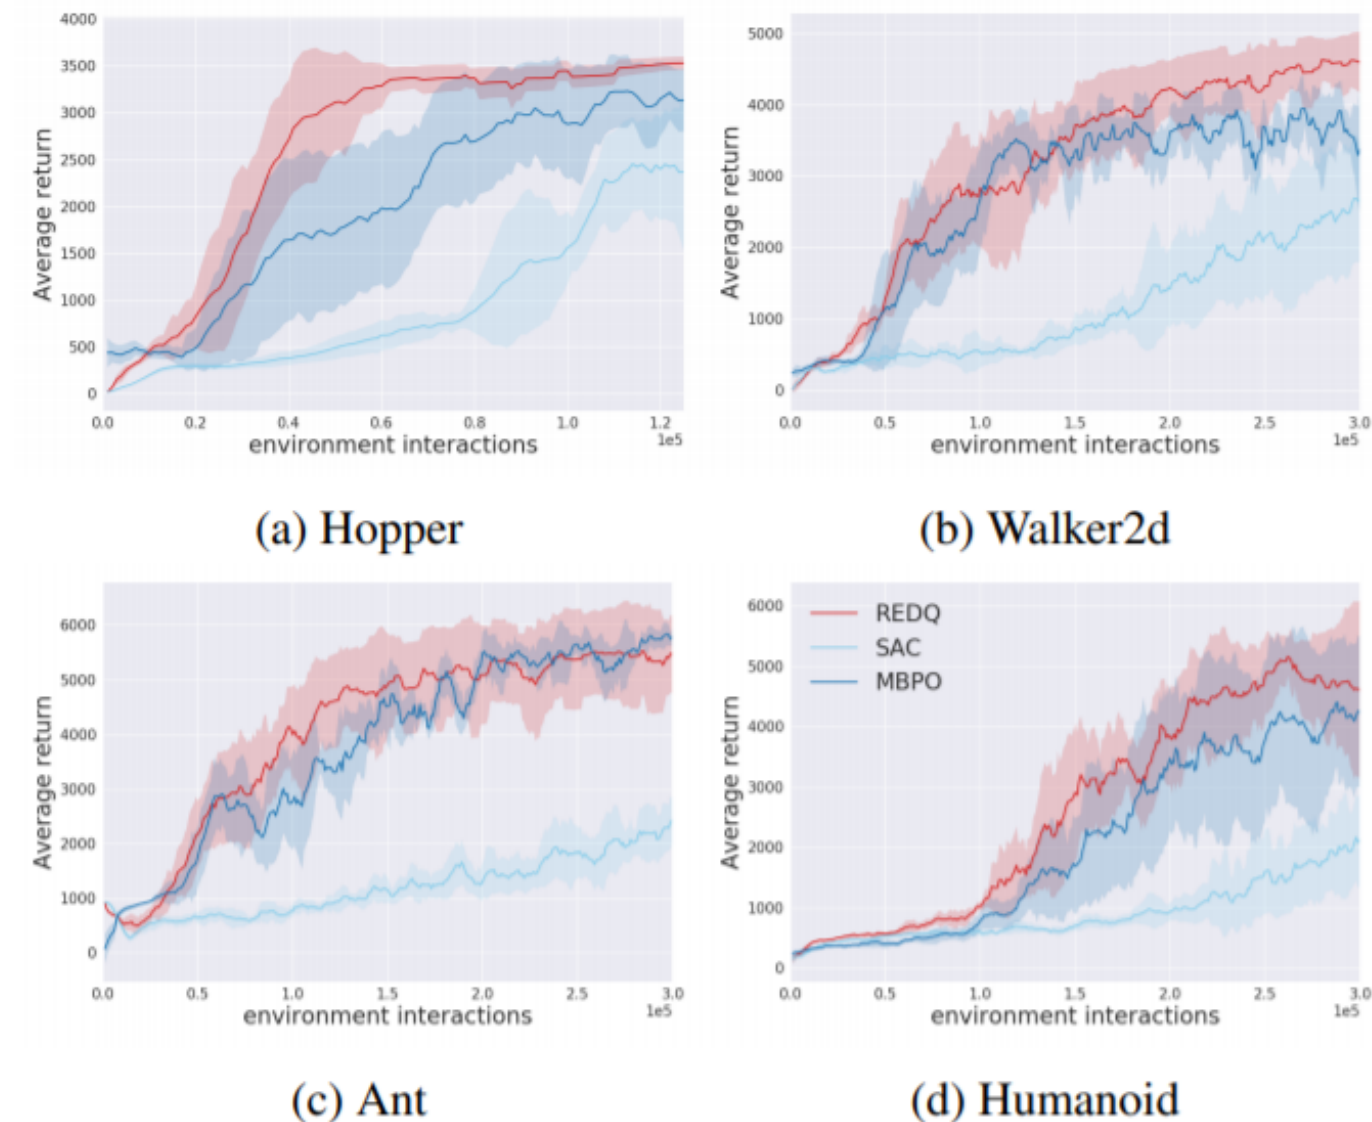 4000
3500
3000
2500
2000
1500
1000
500
0
Average return
0.0 0.2 0.4 0.6 0.8 1.0 1.2
1e5
environment interactions
(a) Hopper
5000
4000
3000
2000
1000
0
Average return
0.0 0.5 1.0 1.5 2.0 2.5 3.0
1e5
environment interactions
(b) Walker2d
6000
5000
4000
3000
2000
1000
0
Average return
0.0 0.5 1.0 1.5 2.0 2.5 3.0
1e5
environment interactions
(c) Ant
6000
5000
4000
3000
2000
1000
0
Average return
REDQ
SAC
MBPO
0.0 0.5 1.0 1.5 2.0 2.5 3.0
1e5
environment interactions
(d) Humanoid